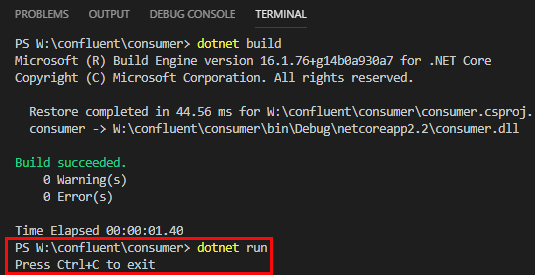 PROBLEMS OUTPUT DEBUG CONSOLE TERMINAL
PS W:\confluent\consumer> dotnet build
Microsoft (R) Build Engine version 16.1.76+g14b0a930a7 for .NET Core
Copyright (C) Microsoft Corporation. All rights reserved.
Restore completed in 44.56 ms for W:\confluent\consumer\consumer.csproj.
consumer -> W:\confluent\consumer\bin\Debug\netcoreapp2.2\consumer.dll
Build succeeded.
0 Warning(s)
0 Error(s)
Time Elapsed 00:00:01.40
PS W:\confluent\consumer> dotnet run
Press Ctrl+C to exit